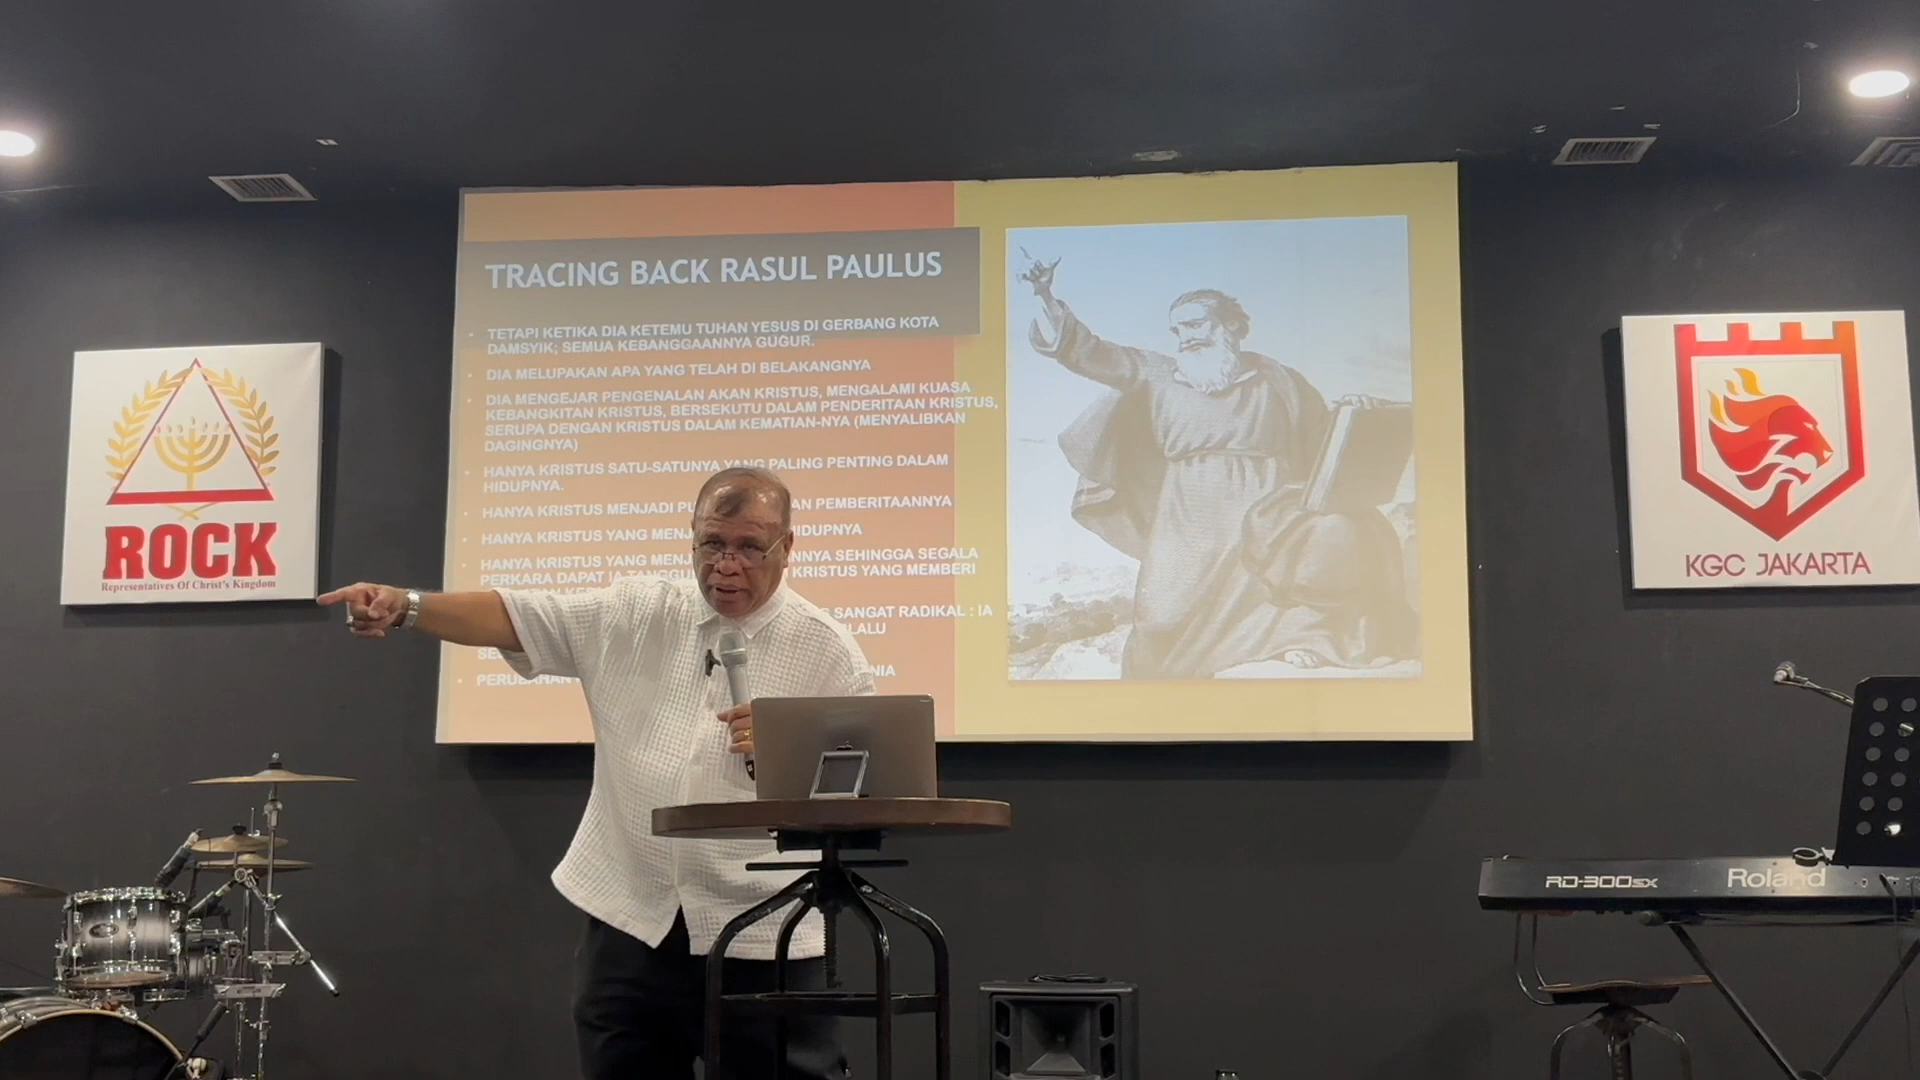 TRACING BACK RASUL PAULUS
TETAPI KETIKA DIA KETEMU TUHAN YESUS DI GERBANG KOTA
DAMSYIK; SEMUA KEBANGGAANNYA GUGUR.
DIA MELUPAKAN APA YANG TELAH DI BELAKANGNYA
DIA MENGEJAR PENGENALAN AKAN KRISTUS, MENGALAMI KUASA
KEBANGKITAN KRISTUS, BERSEKUTU DALAM PENDERITAAN KRISTUS,
SERUPA DENGAN KRISTUS DALAM KEMATIAN-NYA (MENYALIBKAN
DAGINGNYA)
HANYA KRISTUS SATU-SATUNYA YANG PALING PENTING DALAM
HIDUPNYA.
HANYA KRISTUS MENJADI PEMBERITAANNYA
HANYA KRISTUS YANG HIDUPNYA
HANYA KRISTUS YANG SEHINGGA SEGALA
PERKARA DAPAT IA KRISTUS YANG MEMBERI
SANGAT RADIKAL : IA
ROCK
Representatives Of Christ's Kingdom
KGC JAKARTA
RD-300SX Roland